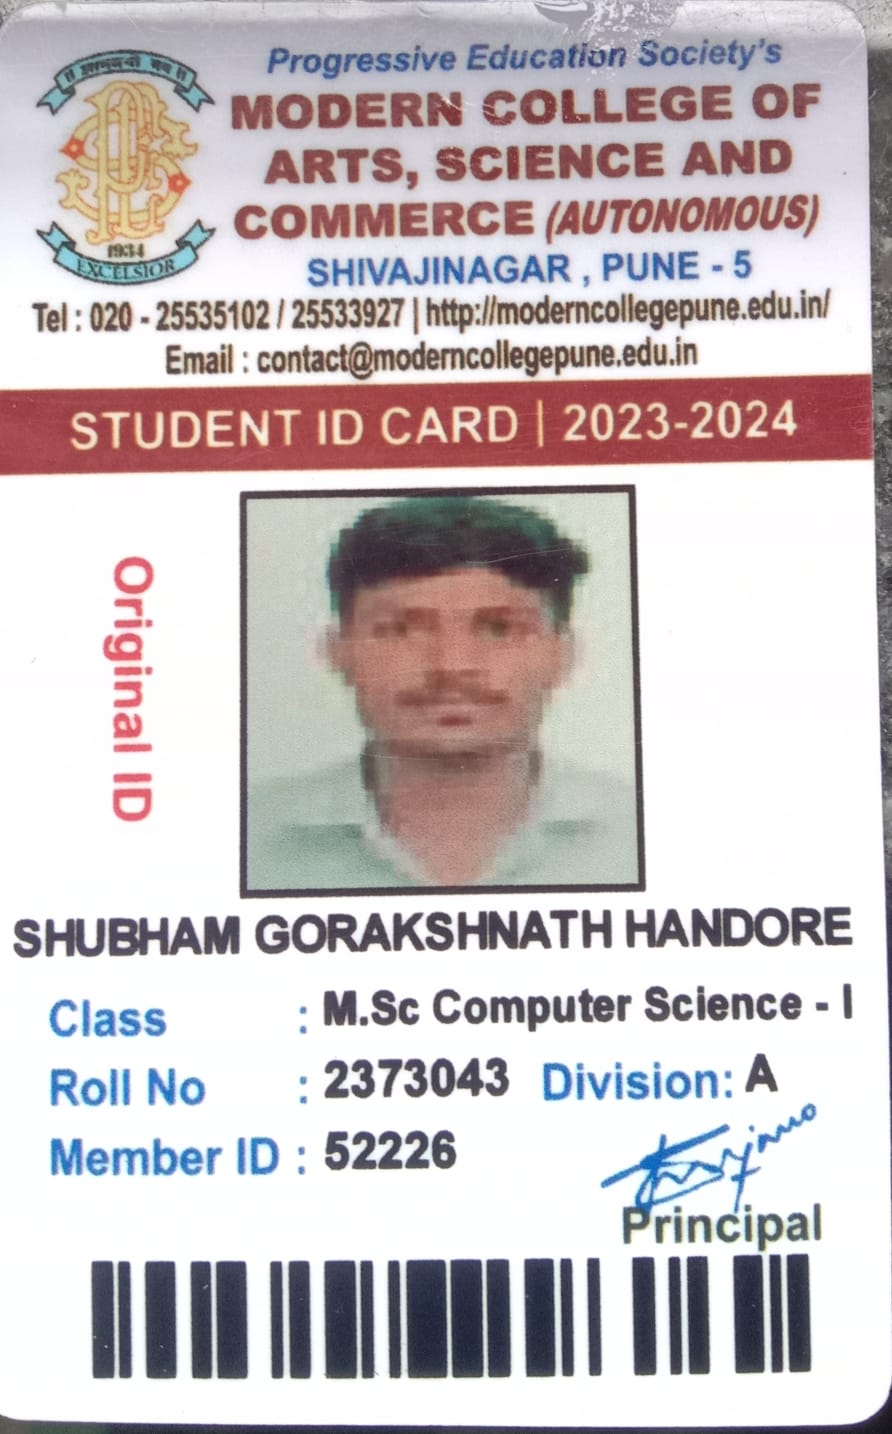 ॥ ज्ञानमयो भव ॥
1934
EXCELSIOR
Progressive Education Society's
MODERN COLLEGE OF
ARTS, SCIENCE AND
COMMERCE (AUTONOMOUS)
SHIVAJINAGAR , PUNE - 5
Tel : 020 - 25535102 / 25533927 | http://moderncollegepune.edu.in/
Email : contact@moderncollegepune.edu.in
STUDENT ID CARD | 2023-2024
Original ID
SHUBHAM GORAKSHNATH HANDORE
Class : M.Sc Computer Science - I
Roll No : 2373043 Division: A
Member ID : 52226
Principal